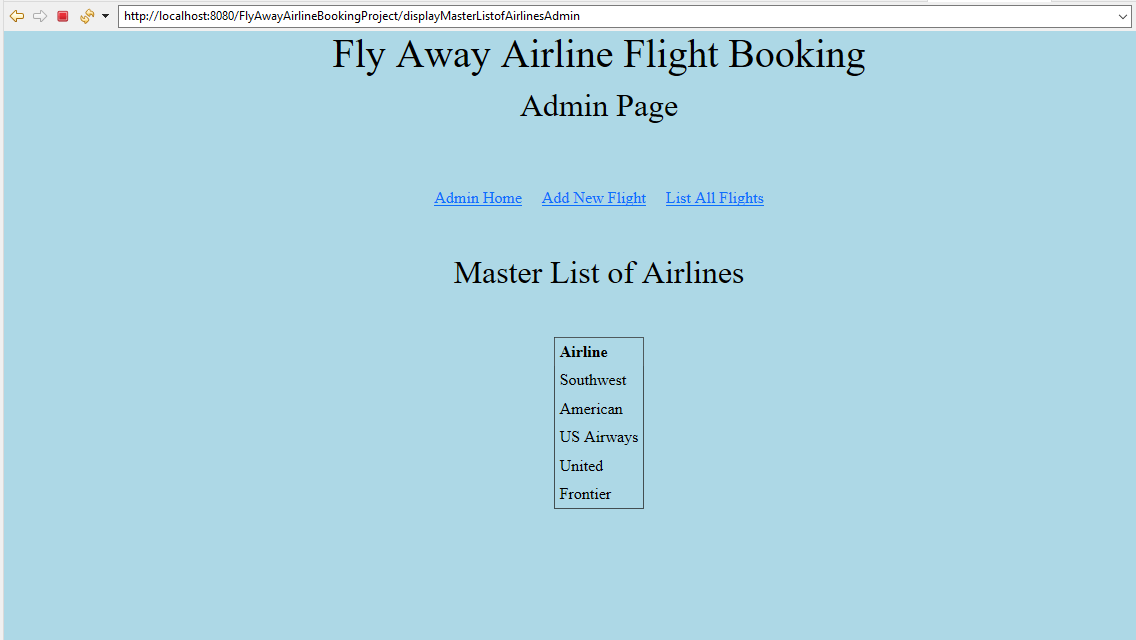 http://localhost:8080/FlyAwayAirlineBookingProject/displayMasterListofAirlinesAdmin
Fly Away Airline Flight Booking
Admin Page
Admin Home Add New Flight List All Flights
Master List of Airlines
Airline
Southwest
American
US Airways
United
Frontier